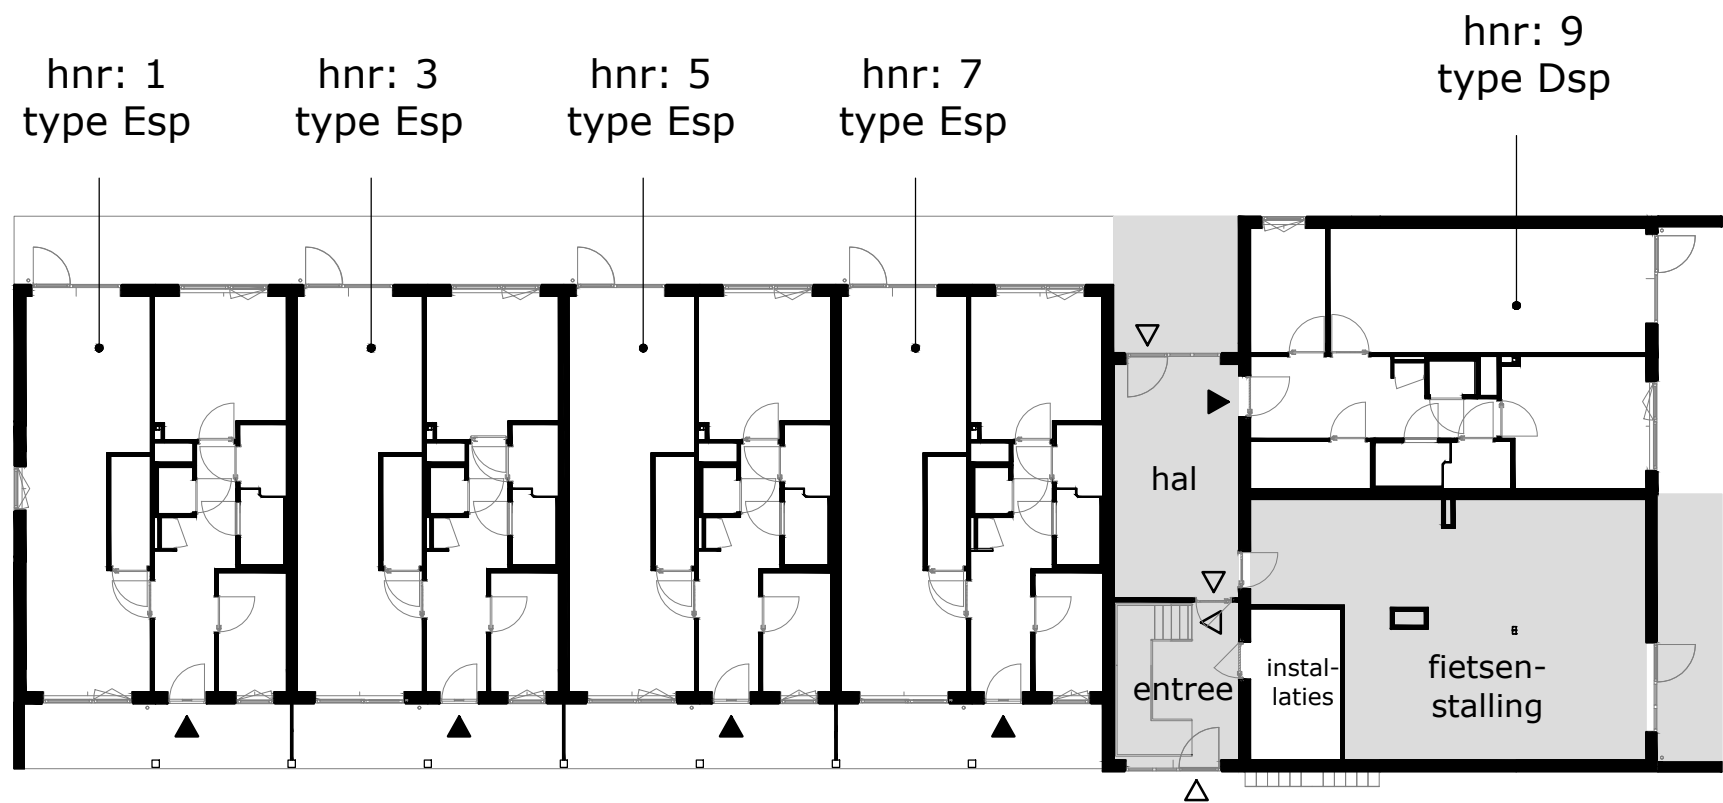 hnr: 1
type Esp
hnr: 3
type Esp
hnr: 5
type Esp
hnr: 7
type Esp
hnr: 9
type Dsp
hal
entree
instal-
laties
fietsen-
stalling